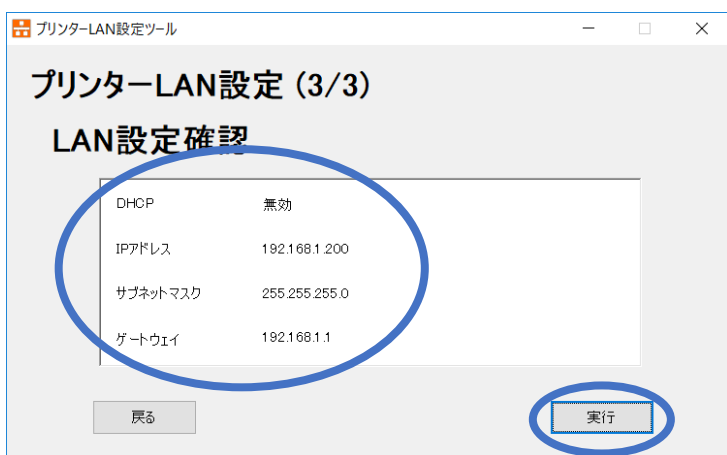 プリンターLAN設定ツール
プリンターLAN設定 (3/3)
LAN設定確認
DHCP 無効
IPアドレス 192.168.1.200
サブネットマスク 255.255.255.0
ゲートウェイ 192.168.1.1
戻る 実行